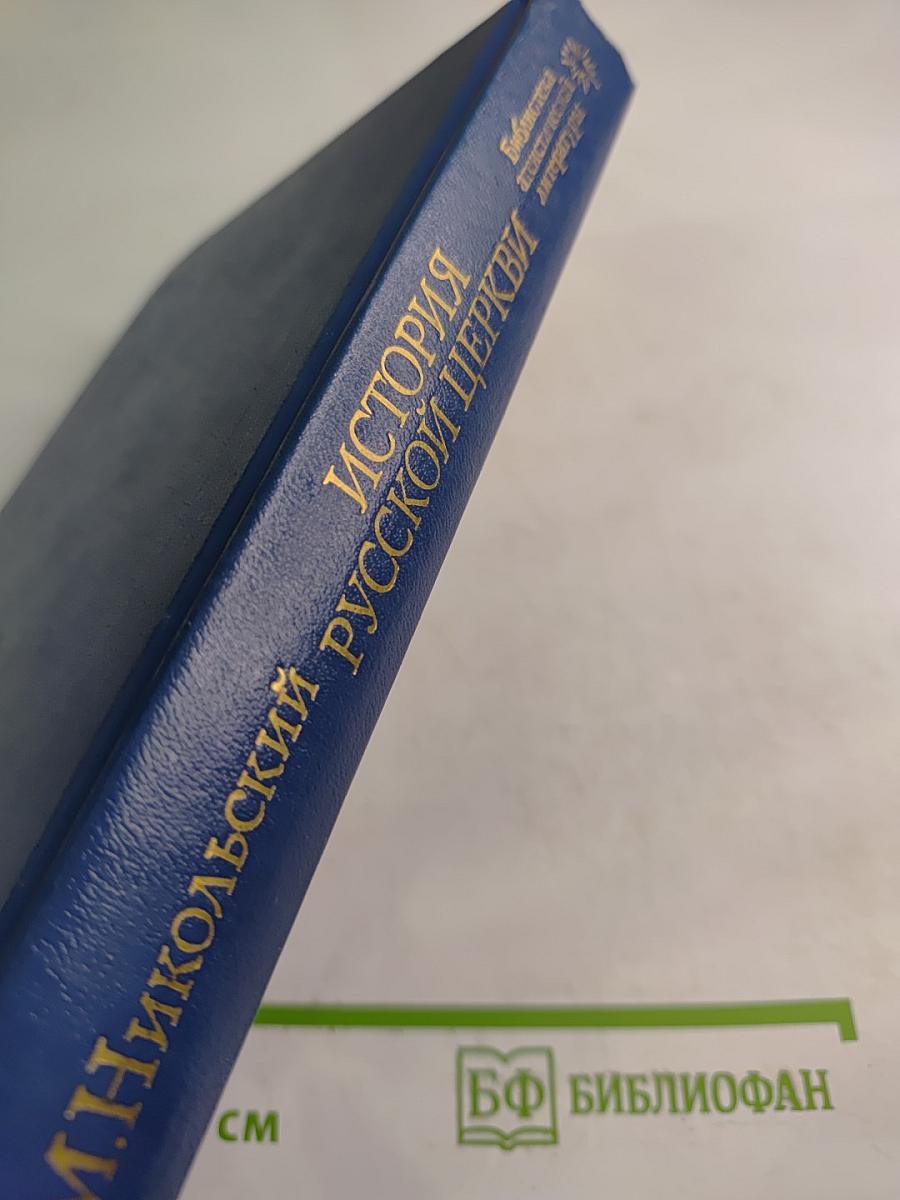 М.Никольский
ИСТОРИЯ
РУССКОЙ ЦЕРКВИ
Библиотека
атеистической
литературы
см
БФ БИБЛИОФАН